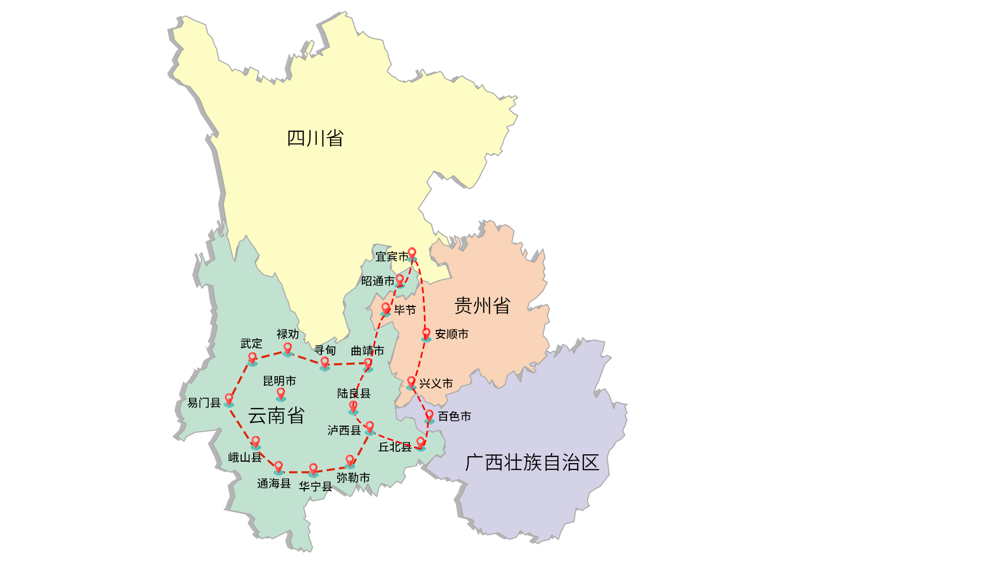 四川省
宜宾市
昭通市
毕节
贵州省
安顺市
禄劝
武定
寻甸
曲靖市
昆明市
兴义市
陆良县
易门县
云南省
百色市
泸西县
丘北县
峨山县
广西壮族自治区
弥勒市
通海县
华宁县